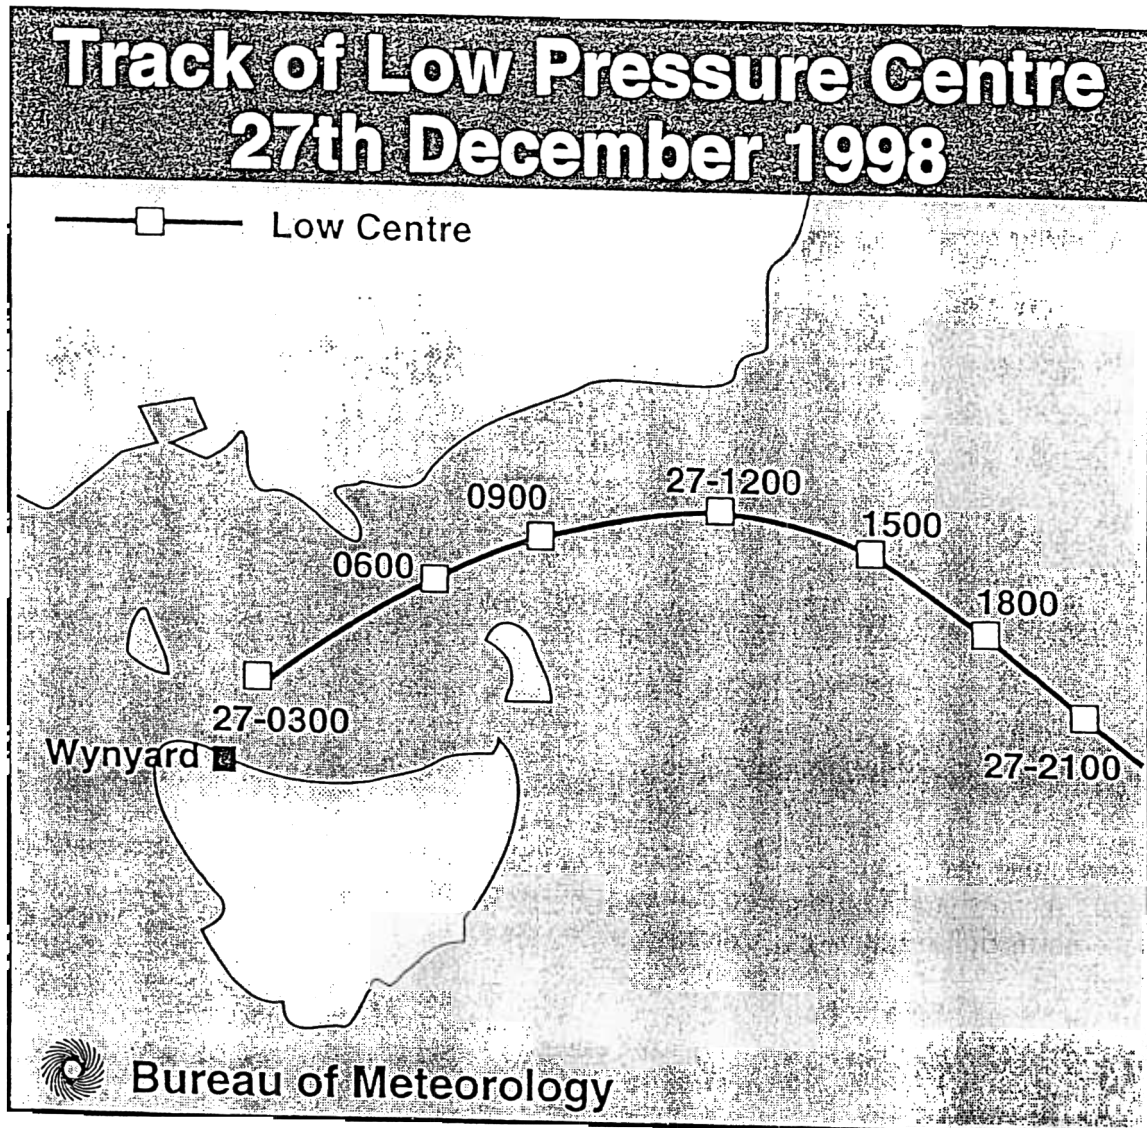 Track of Low Pressure Centre
27th December 1998
Low Centre
0900
27-1200
1500
0600
1800
27-0300
Wynyard
27-2100
Bureau of Meteorology